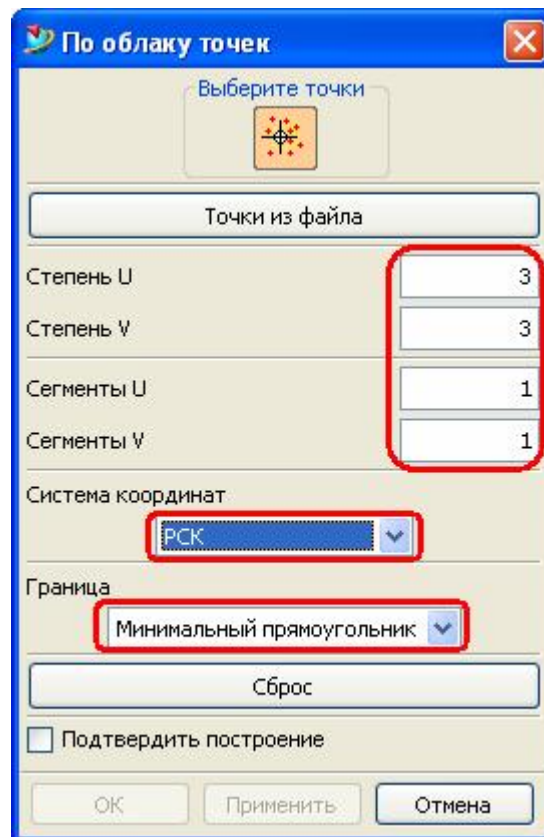 По облаку точек
Выберите точки
Точки из файла
Степень U 3
Степень V 3
Сегменты U 1
Сегменты V 1
Система координат
РСК
Граница
Минимальный прямоугольник
Сброс
Подтвердить построение
ОК Применить Отмена